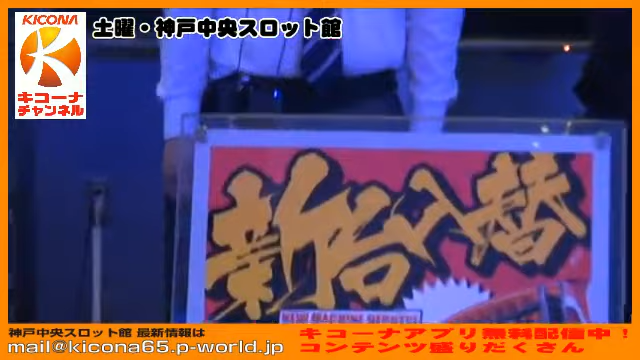 KICONA
キコーナ
チャンネル
土曜・神戸中央スロット館
新台入替
神戸中央スロット館 最新情報は
mail@kicona65.p-world.jp
キコーナアプリ無料配信中！
コンテンツ盛りだくさん